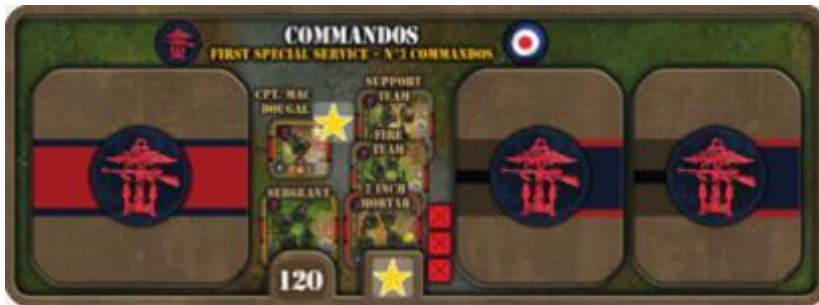 COMMANDOS
FIRST SPECIAL SERVICE - N°3 COMMANDOS
CPT. MAC
DOUGAL
SUPPORT
TEAM
FIRE
TEAM
SERGEANT
2 INCH
MORTAR
120